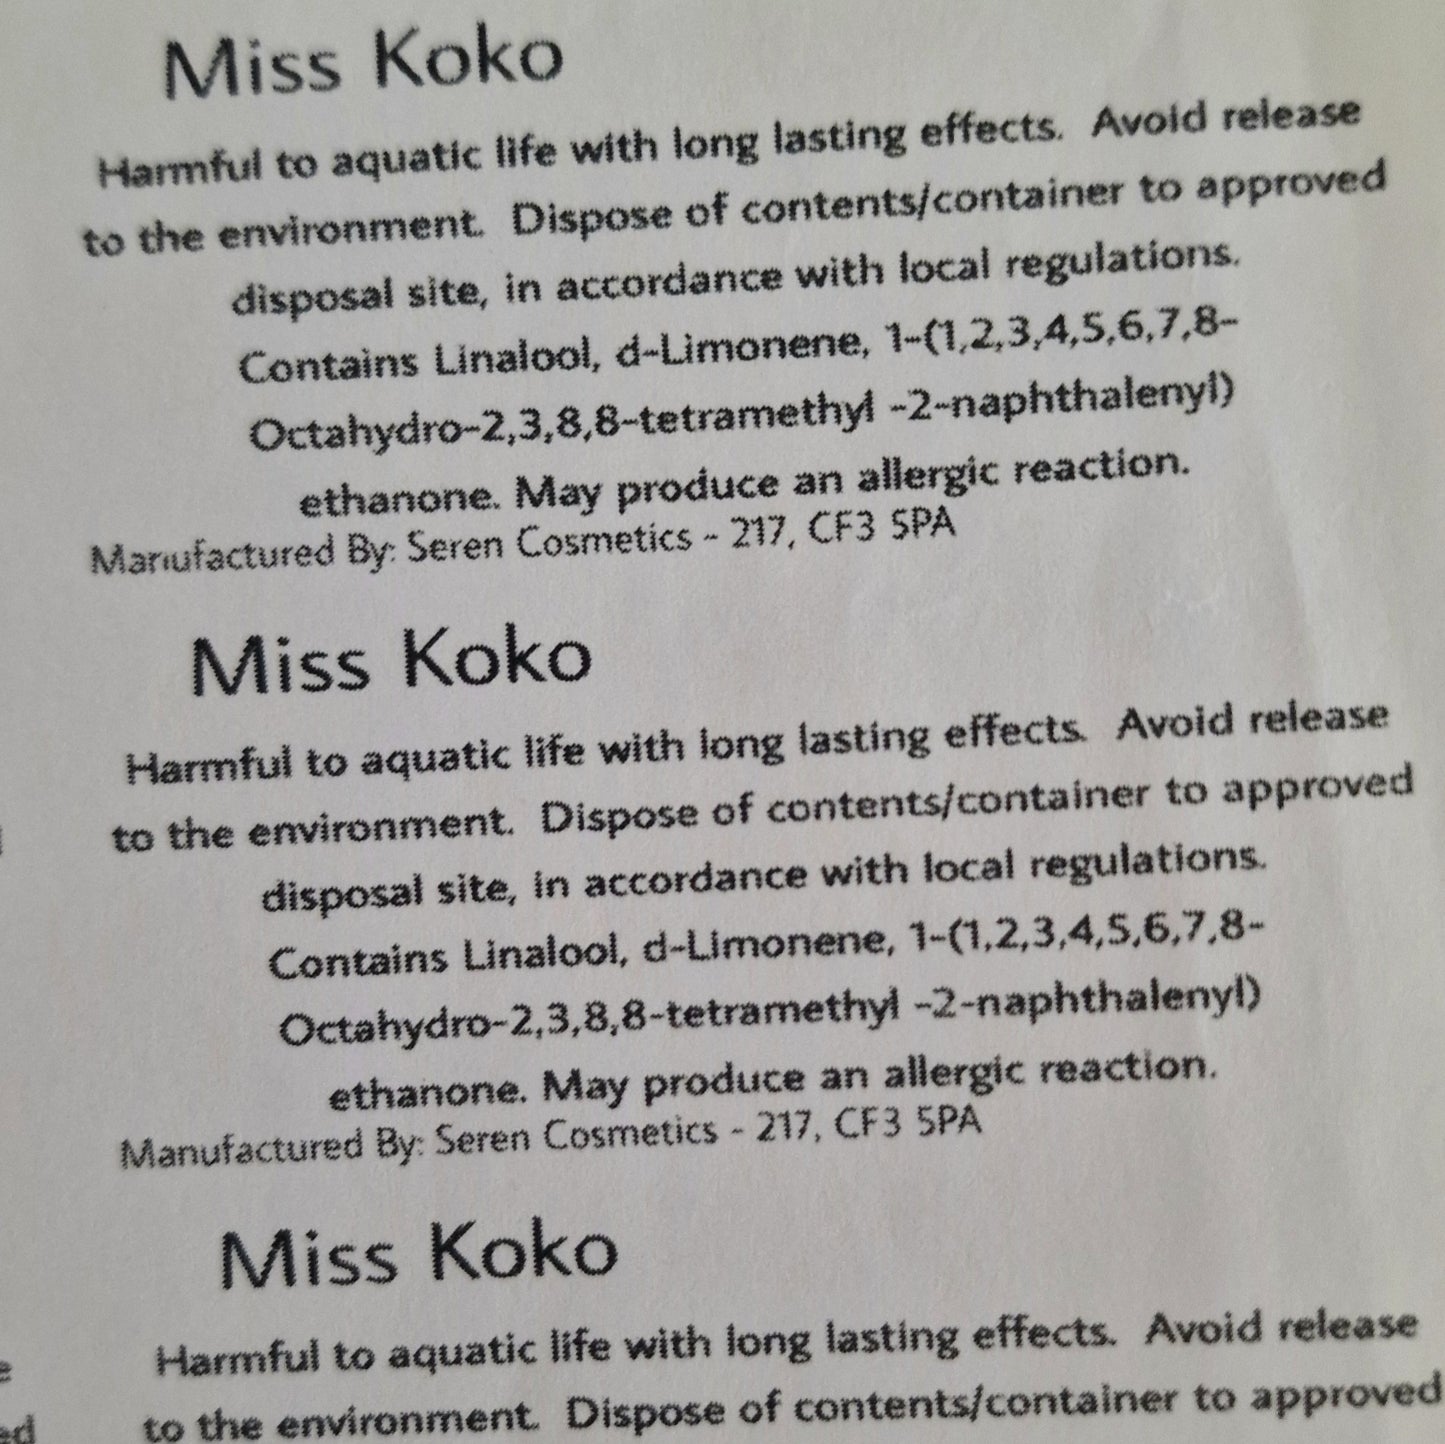 Miss Koko
Harmful to aquatic life with long lasting effects.  Avoid release
to the environment.  Dispose of contents/container to approved
disposal site, in accordance with local regulations.
Contains Linalool, d-Limonene, 1-(1,2,3,4,5,6,7,8-
Octahydro-2,3,8,8-tetramethyl -2-naphthalenyl)
ethanone. May produce an allergic reaction.
Manufactured By: Seren Cosmetics - 217, CF3 5PA
Miss Koko
Harmful to aquatic life with long lasting effects.  Avoid release
to the environment.  Dispose of contents/container to approved
disposal site, in accordance with local regulations.
Contains Linalool, d-Limonene, 1-(1,2,3,4,5,6,7,8-
Octahydro-2,3,8,8-tetramethyl -2-naphthalenyl)
ethanone. May produce an allergic reaction.
Manufactured By: Seren Cosmetics - 217, CF3 5PA
Miss Koko
Harmful to aquatic life with long lasting effects.  Avoid release
to the environment.  Dispose of contents/container to approved